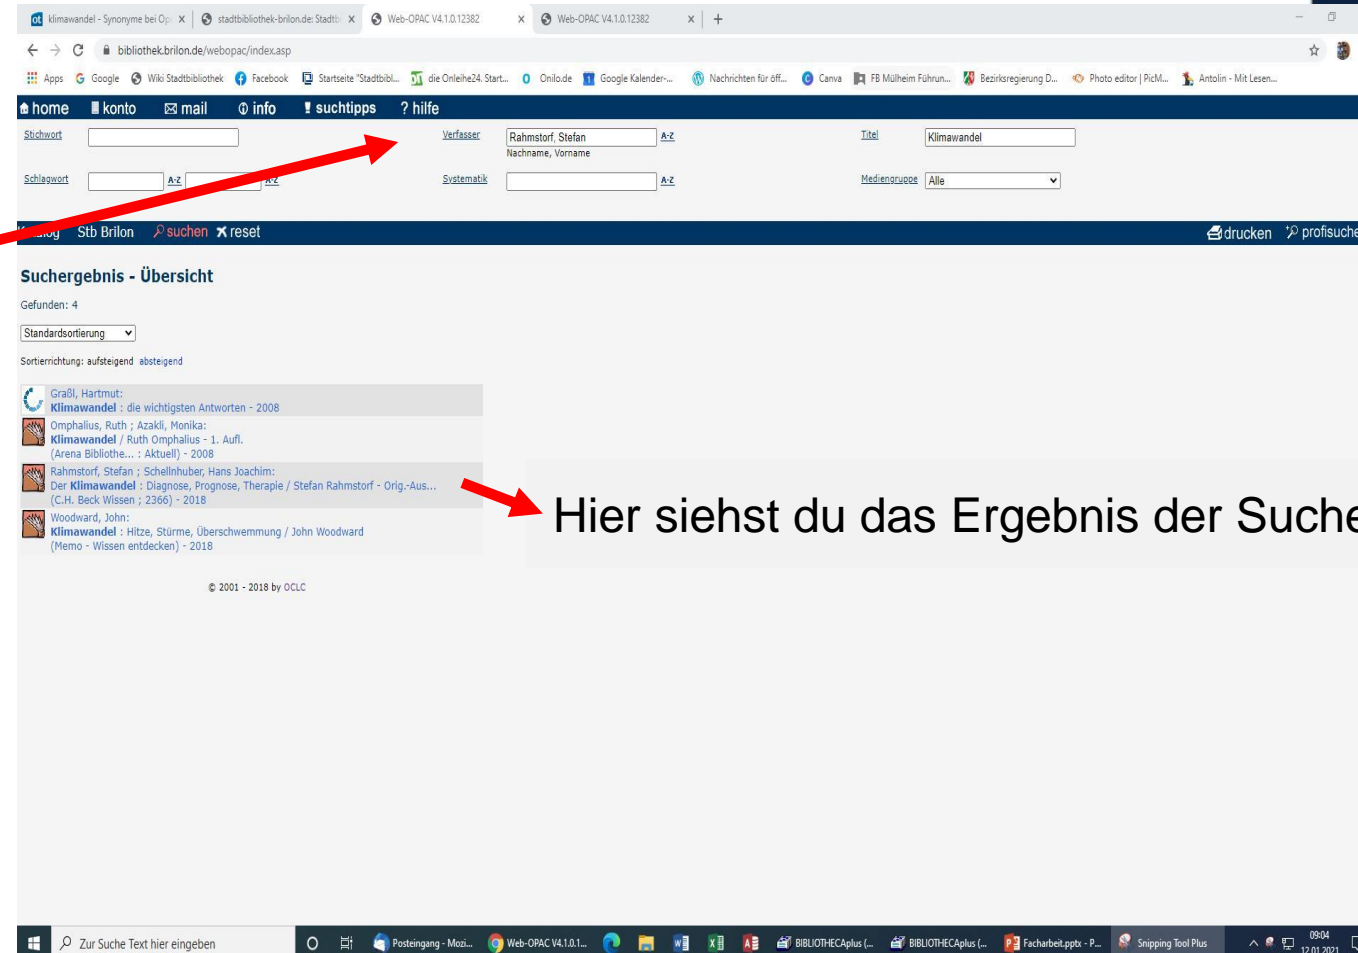 klimawandel - Synonyme bei Op
stadtbibliothek-brilon.de: Stadtb
Web-OPAC V4.1.0.12382
Web-OPAC V4.1.0.12382
bibliothek.brilon.de/webopac/index.asp
Apps Google Wiki Stadtbibliothek Facebook Startseite "Stadtbibl... die Onleihe24. Start... Onilo.de Google Kalender-... Nachrichten für öff... Canva FB Mülheim Führun... Bezirksregierung D... Photo editor | PicM... Antolin - Mit Lesen...
home konto mail info suchtipps ? hilfe
Stichwort Verfasser Rahmstorf, Stefan A-Z Titel Klimawandel
Nachname, Vorname
Schlagwort A-Z A-Z Systematik A-Z Mediengruppe Alle
Stb Brilon suchen reset drucken profisuche
Suchergebnis - Übersicht
Gefunden: 4
Standardsortierung
Sortierrichtung: aufsteigend absteigend
Graßl, Hartmut:
Klimawandel : die wichtigsten Antworten - 2008
Omphalius, Ruth ; Azakli, Monika:
Klimawandel / Ruth Omphalius - 1. Aufl.
(Arena Bibliothe... : Aktuell) - 2008
Rahmstorf, Stefan ; Schellnhuber, Hans Joachim:
Der Klimawandel : Diagnose, Prognose, Therapie / Stefan Rahmstorf - Orig.-Aus...
(C.H. Beck Wissen ; 2366) - 2018
Woodward, John:
Klimawandel : Hitze, Stürme, Überschwemmung / John Woodward
(Memo - Wissen entdecken) - 2018
Hier siehst du das Ergebnis der Suche
© 2001 - 2018 by OCLC
Zur Suche Text hier eingeben Posteingang - Mozi... Web-OPAC V4.1.0.1... BIBLIOTHECAplus (... BIBLIOTHECAplus (... Facharbeit.pptx - P... Snipping Tool Plus 09:04
12.01.2021